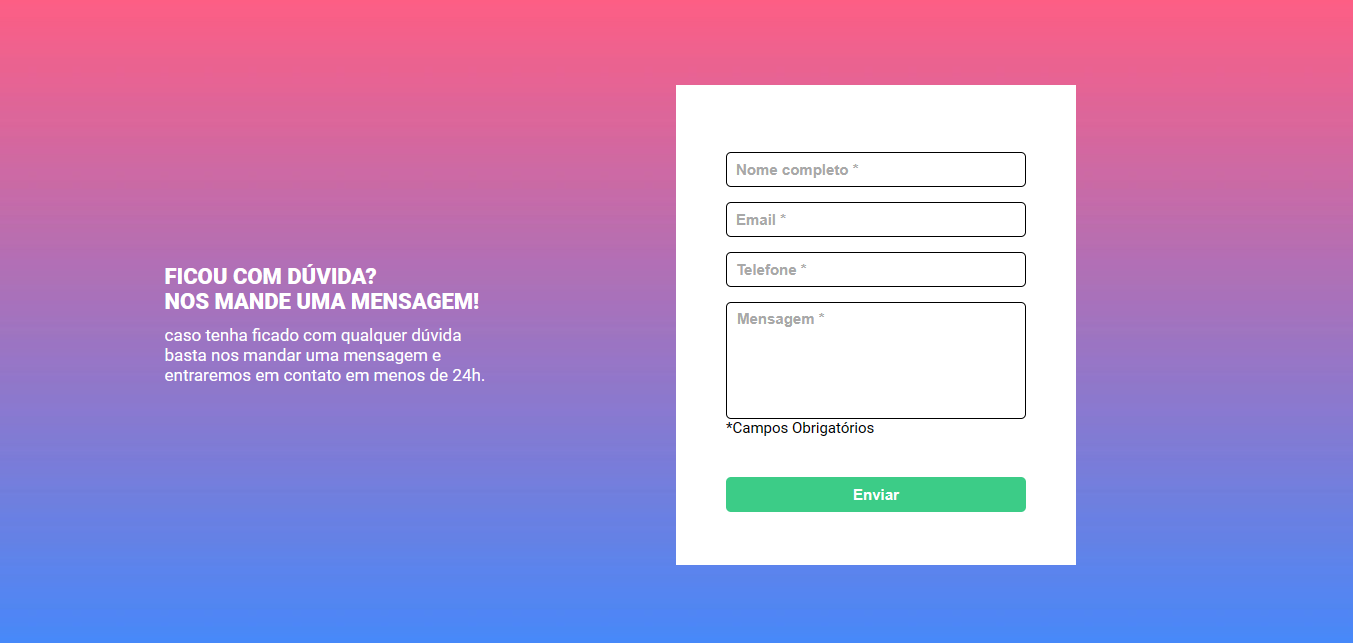 FICOU COM DÚVIDA?
NOS MANDE UMA MENSAGEM!
caso tenha ficado com qualquer dúvida
basta nos mandar uma mensagem e
entraremos em contato em menos de 24h.
Nome completo *
Email *
Telefone *
Mensagem *
*Campos Obrigatórios
Enviar